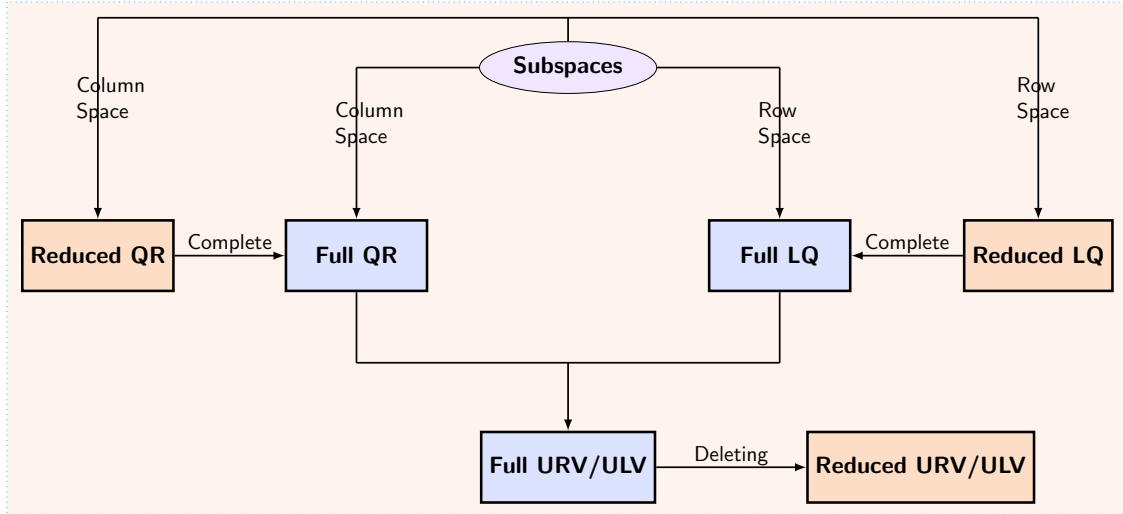 Subspaces
Column
Space
Column
Space
Row
Space
Row
Space
Reduced QR
Complete
Full QR
Full LQ
Complete
Reduced LQ
Full URV/ULV
Deleting
Reduced URV/ULV